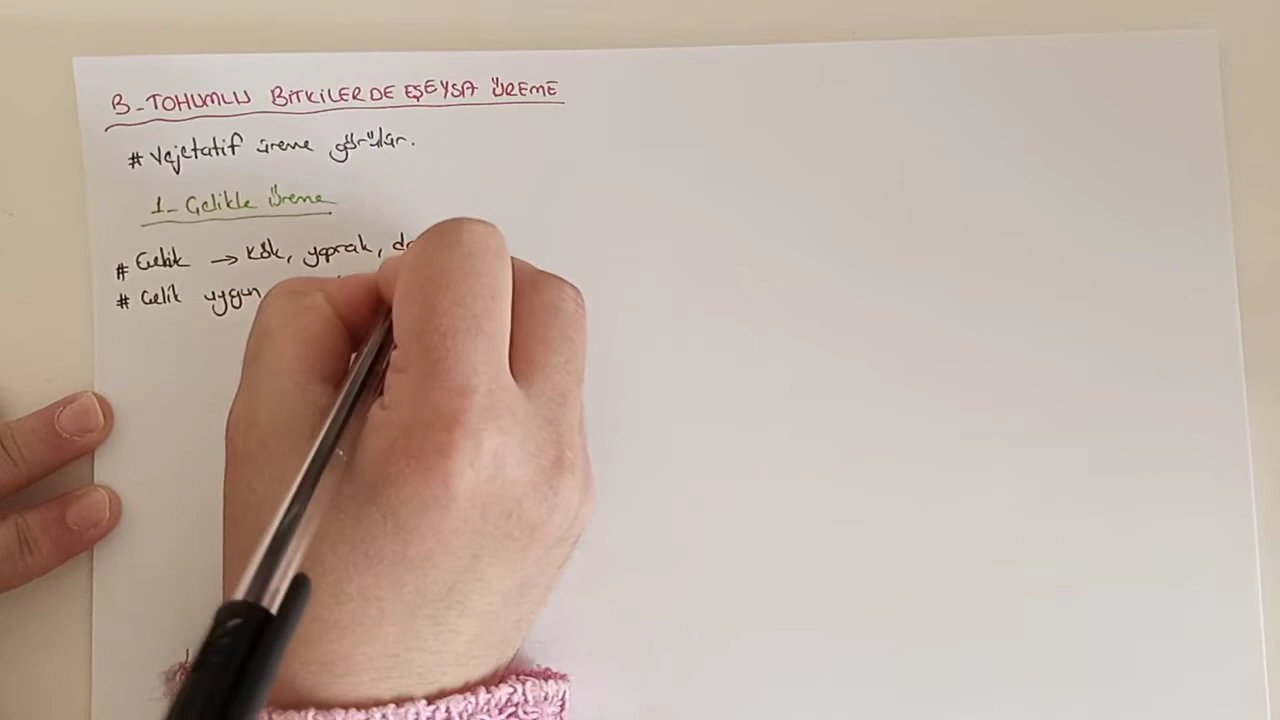 B-TOHUMLU BİTKİLERDE EŞEYSİZ ÜREME
# Vejetatif üreme görülür.
1- Çelikle Üreme
# Çelik → Kök, yaprak,
# Çelik uygun